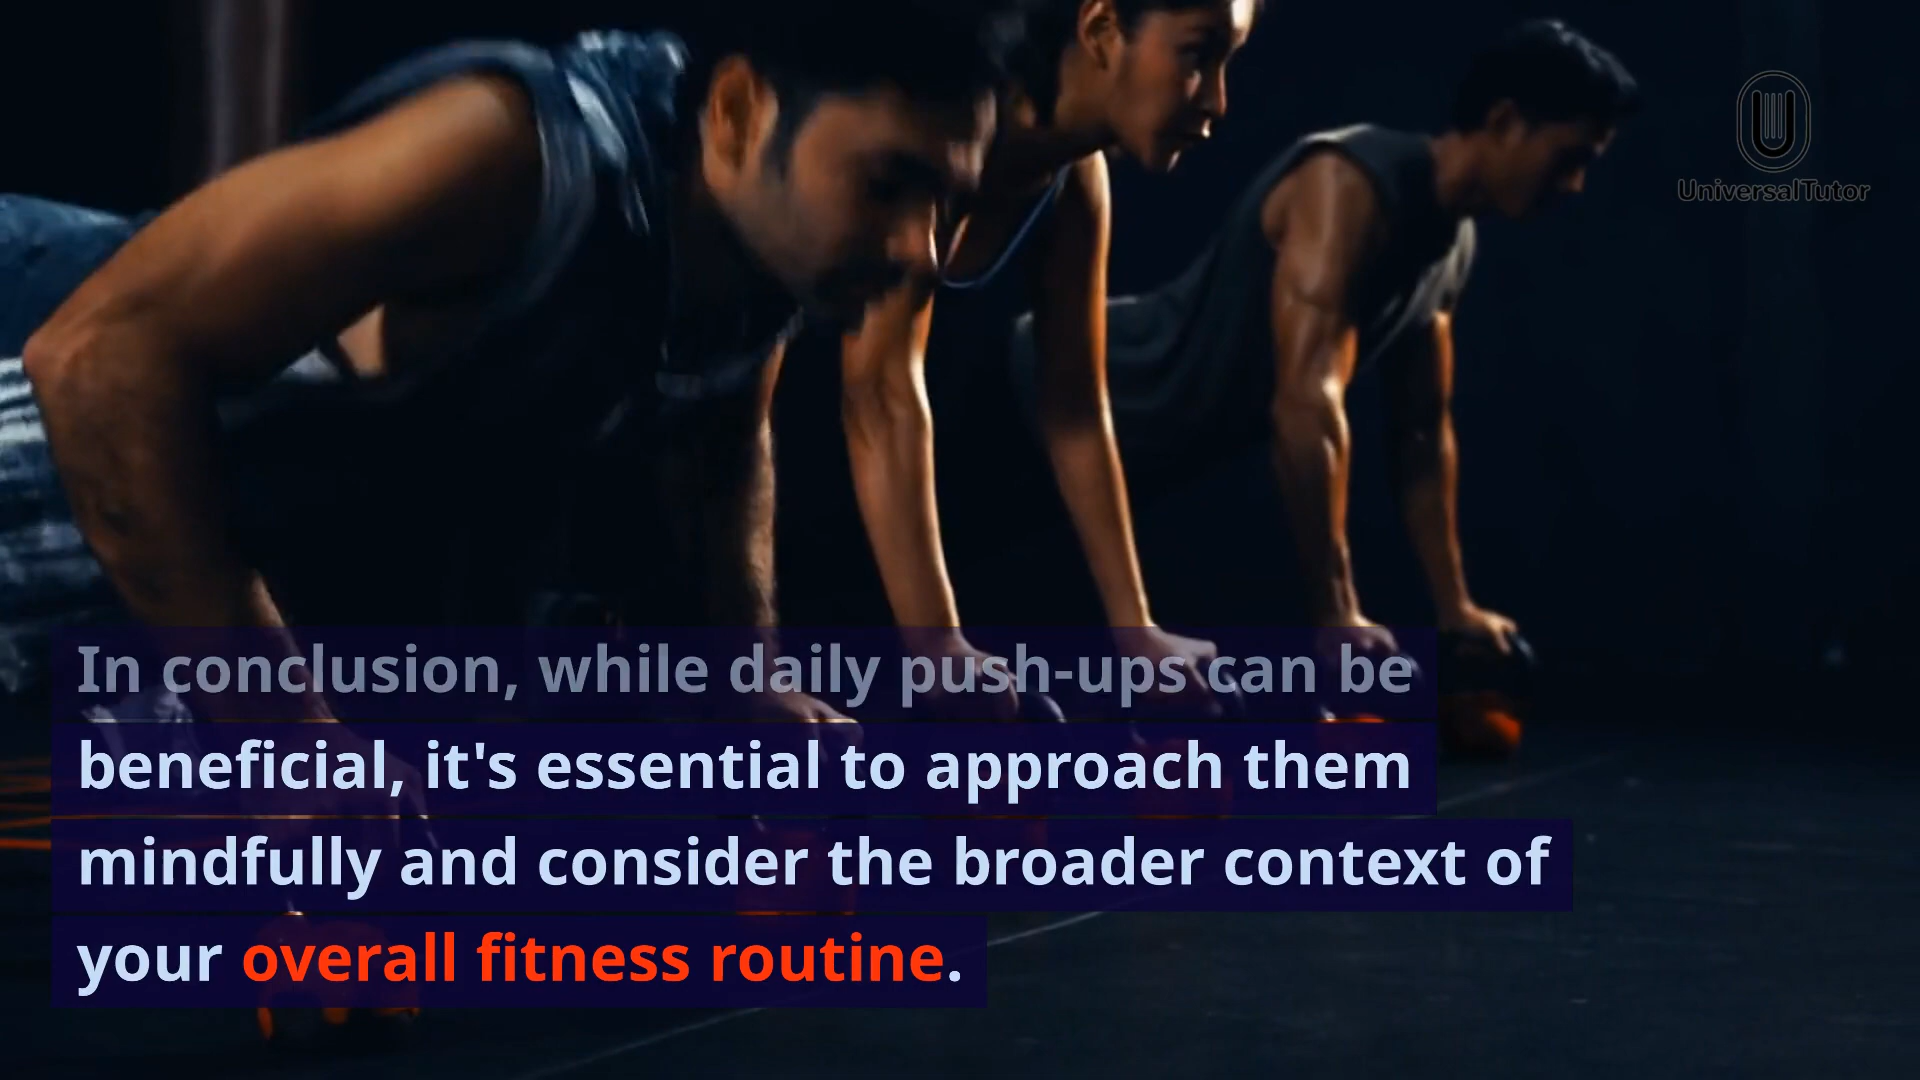 UniversalTutor
In conclusion, while daily push-ups can be
beneficial, it's essential to approach them
mindfully and consider the broader context of
your overall fitness routine.